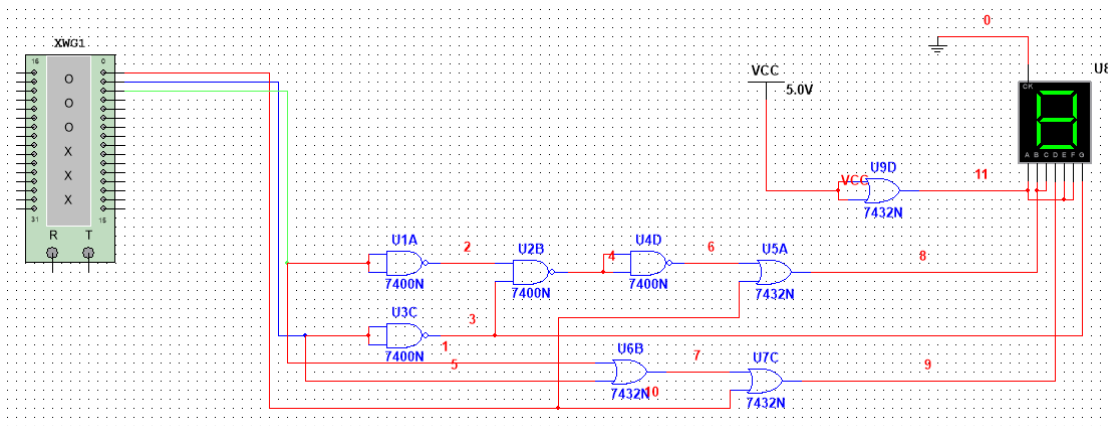 XWG1
16 0
O
O
O
X
X
X
31 15
R T
0
VCC
5.0V
U8
CK
A B C D E F G
U9D
VCC
11
7432N
U1A
2
7400N
U2B
7400N
4
U4D
6
7400N
U5A
7432N
8
U3C
3
7400N
1
5
U6B
7
7432N
10
U7C
7432N
9